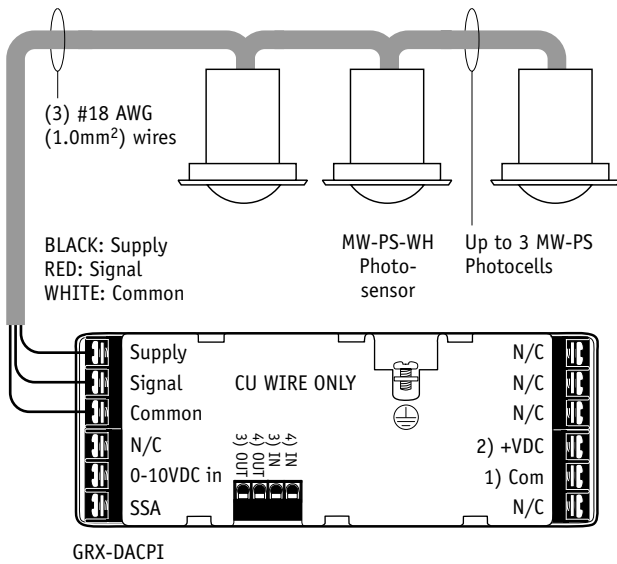 (3) #18 AWG
(1.0mm²) wires
BLACK: Supply
RED: Signal
WHITE: Common
MW-PS-WH
Photo-
sensor
Up to 3 MW-PS
Photocells
Supply
Signal
Common
N/C
0-10VDC in
SSA
CU WIRE ONLY
3) OUT
4) OUT
3) IN
4) IN
N/C
N/C
N/C
2) +VDC
1) Com
N/C
GRX-DACPI